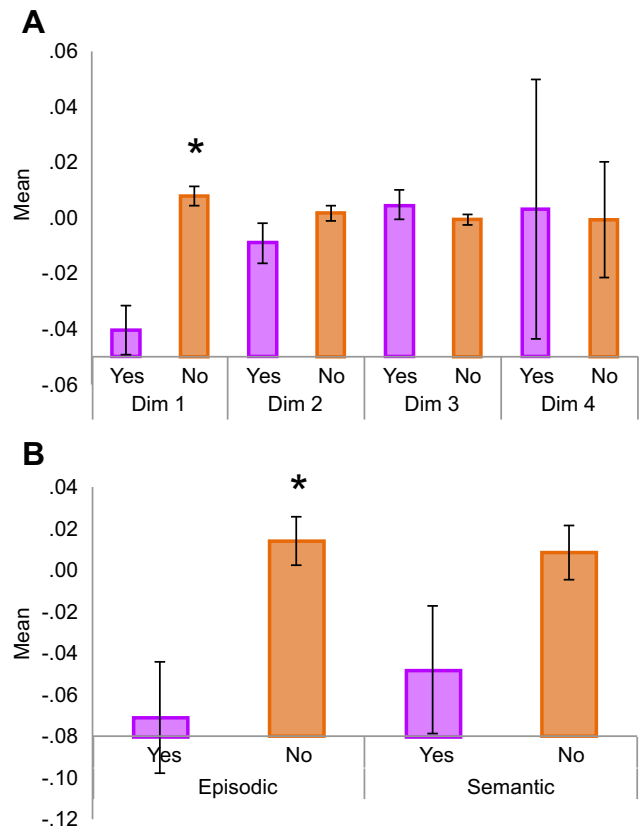 A
.06
.04
.02
.00
-.02
-.04
-.06
Mean
*
Yes No Yes No Yes No Yes No
Dim 1 Dim 2 Dim 3 Dim 4
B
.04
.02
.00
-.02
-.04
-.06
-.08
-.10
-.12
Mean
*
Yes No Yes No
Episodic Semantic